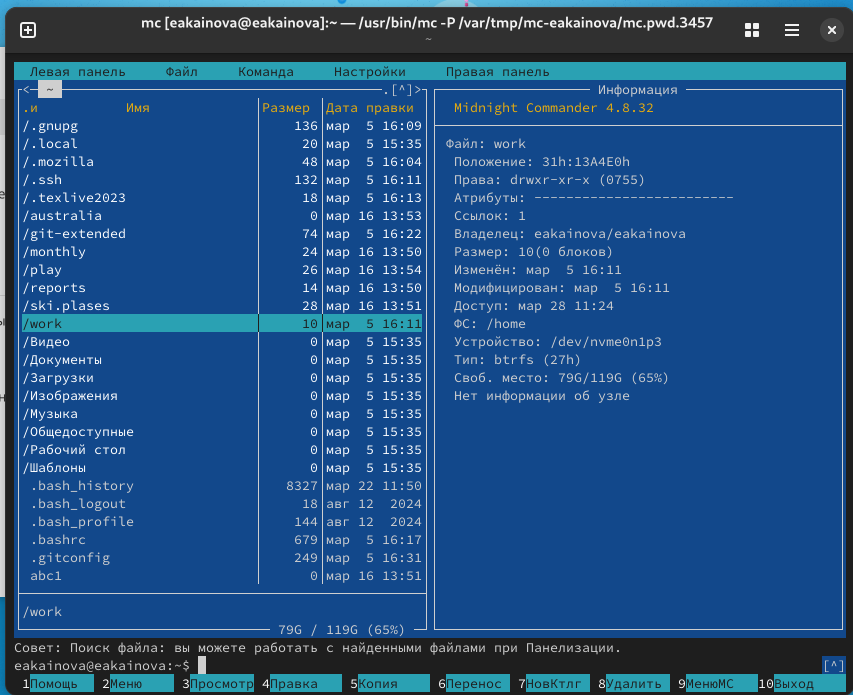 mc [eakainova@eakainova]:~ — /usr/bin/mc -P /var/tmp/mc-eakainova/mc.pwd.3457
~
Левая панель Файл Команда Настройки Правая панель
<─ ~ .[^]>
.и Имя Размер Дата правки
/.gnupg 136 мар 5 16:09
/.local 20 мар 5 15:35
/.mozilla 48 мар 5 16:04
/.ssh 132 мар 5 16:11
/.texlive2023 18 мар 5 16:13
/australia 0 мар 16 13:53
/git-extended 74 мар 5 16:22
/monthly 24 мар 16 13:50
/play 26 мар 16 13:54
/reports 14 мар 16 13:50
/ski.plases 28 мар 16 13:51
/work 10 мар 5 16:11
/Видео 0 мар 5 15:35
/Документы 0 мар 5 15:35
/Загрузки 0 мар 5 15:35
/Изображения 0 мар 5 15:35
/Музыка 0 мар 5 15:35
/Общедоступные 0 мар 5 15:35
/Рабочий стол 0 мар 5 15:35
/Шаблоны 0 мар 5 15:35
.bash_history 8327 мар 22 11:50
.bash_logout 18 авг 12 2024
.bash_profile 144 авг 12 2024
.bashrc 679 мар 5 16:17
.gitconfig 249 мар 5 16:31
abc1 0 мар 16 13:51
/work
79G / 119G (65%)
Информация
Midnight Commander 4.8.32
Файл: work
Положение: 31h:13A4E0h
Права: drwxr-xr-x (0755)
Атрибуты: -------------------------
Ссылок: 1
Владелец: eakainova/eakainova
Размер: 10(0 блоков)
Изменён: мар 5 16:11
Модифицирован: мар 5 16:11
Доступ: мар 28 11:24
ФС: /home
Устройство: /dev/nvme0n1p3
Тип: btrfs (27h)
Своб. место: 79G/119G (65%)
Нет информации об узле
Совет: Поиск файла: вы можете работать с найденными файлами при Панелизации.
eakainova@eakainova:~$ [^]
1Помощь 2Меню 3Просмотр 4Правка 5Копия 6Перенос 7НовКтлг 8Удалить 9МенюМС 10Выход